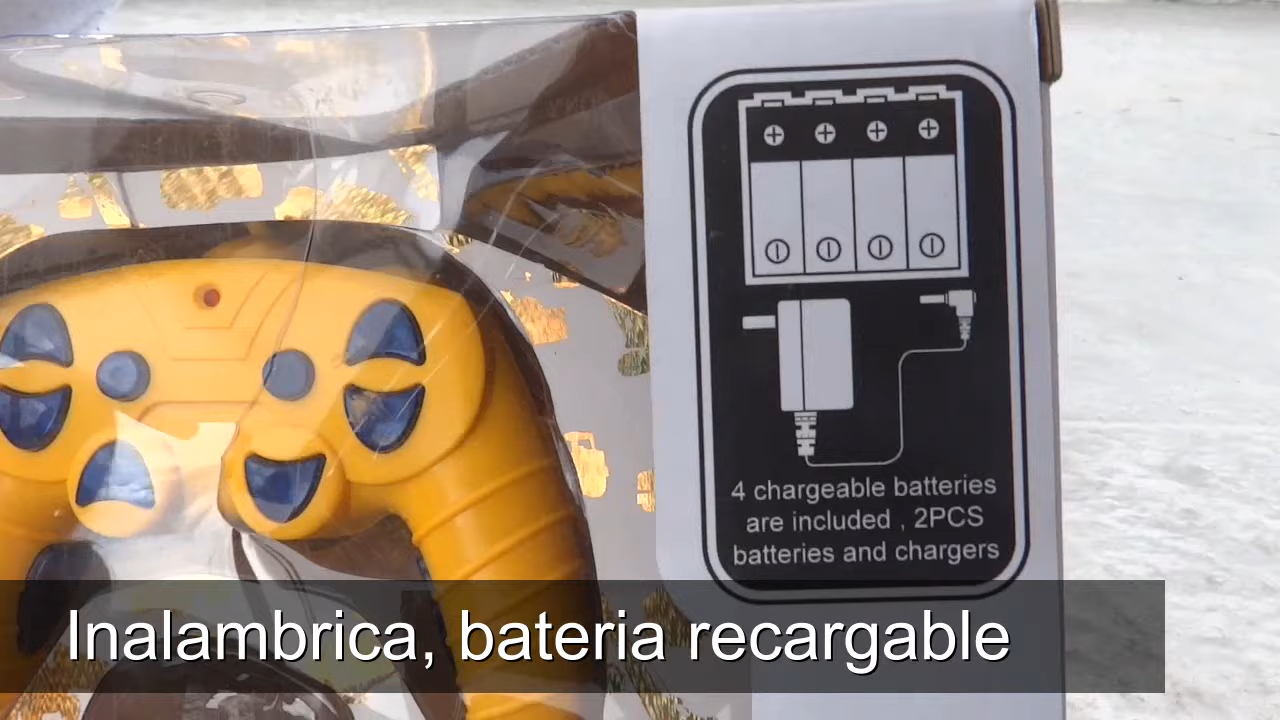 4 chargeable batteries
are included , 2PCS
batteries and chargers
Inalambrica, bateria recargable